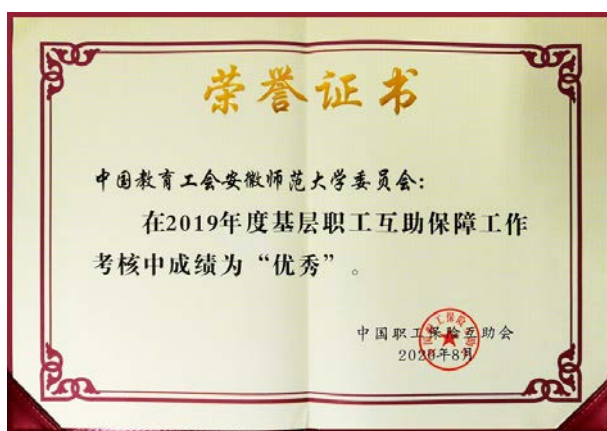 荣誉证书
中国教育工会安徽师范大学委员会：
在2019年度基层职工互助保障工作
考核中成绩为“优秀”。
中国职工保险互助会
2020年8月